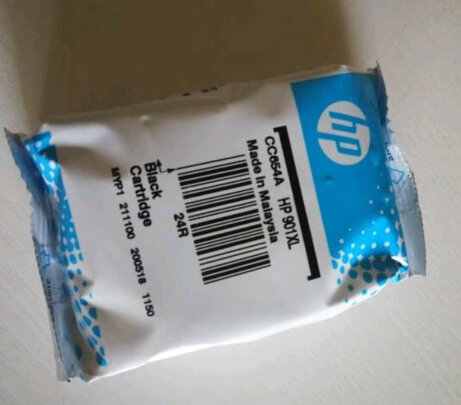 hp
CC654A HP 901XL
Made In Malaysia
24R
Black
Cartridge
MYP1 211100 200518 1150